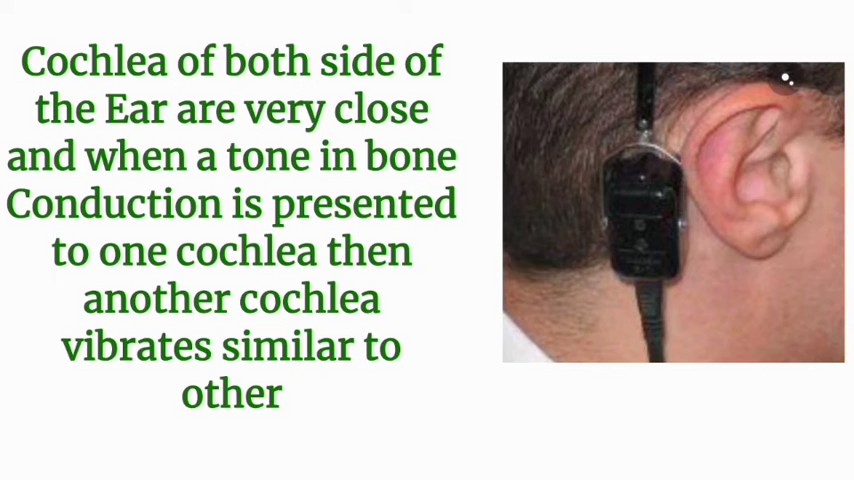 Cochlea of both side of
the Ear are very close
and when a tone in bone
Conduction is presented
to one cochlea then
another cochlea
vibrates similar to
other